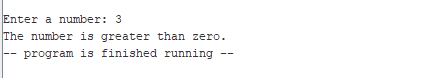 Enter a number: 3
The number is greater than zero.
-- program is finished running --